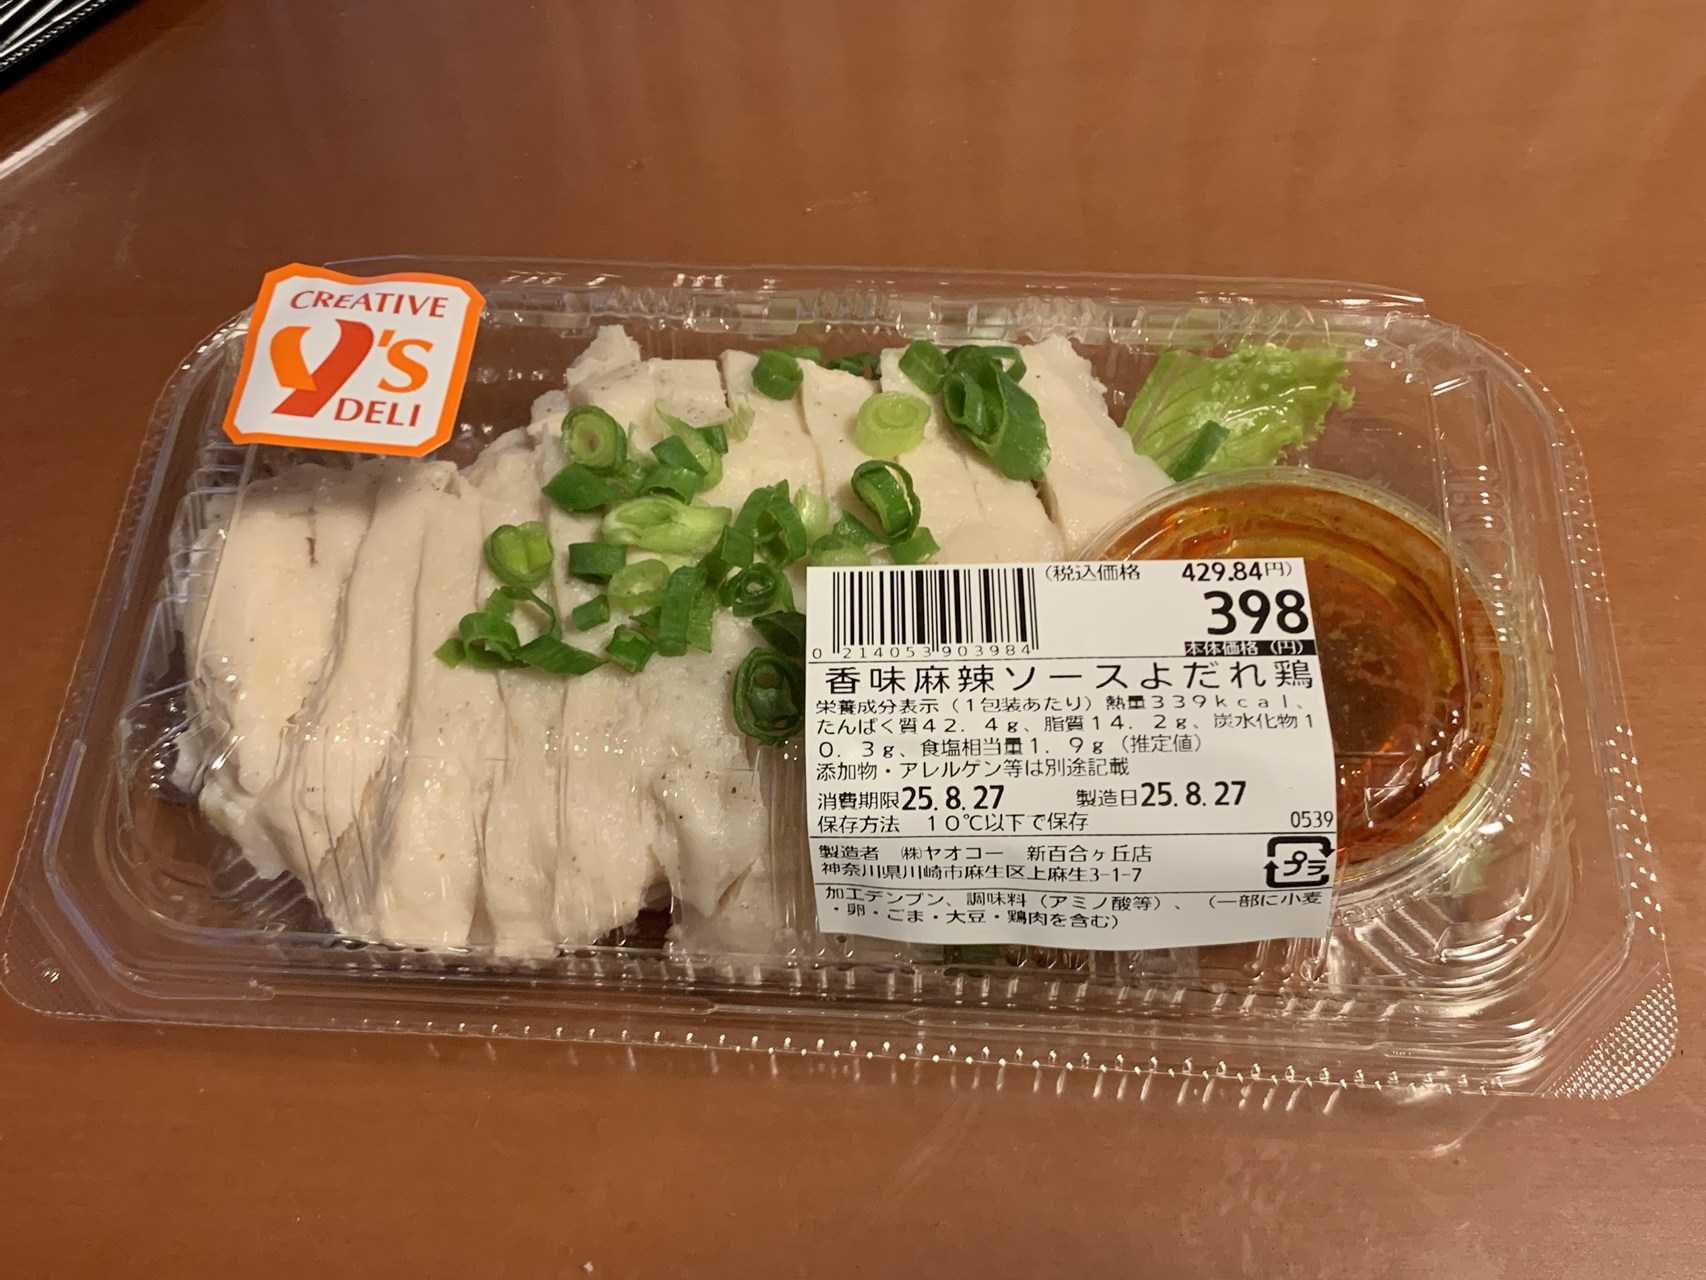 CREATIVE
y's
DELI
(税込価格 429.84円)
398
本体価格 (円)
0 214053 903984
香味麻辣ソースよだれ鶏
栄養成分表示(1包装あたり)熱量339kcal、
たんぱく質42.4g、脂質14.2g、炭水化物1
0.3g、食塩相当量1.9g(推定値)
添加物・アレルゲン等は別途記載
消費期限25.8.27 製造日25.8.27
保存方法 10℃以下で保存 0539
製造者 ㈱ヤオコー 新百合ヶ丘店
神奈川県川崎市麻生区上麻生3-1-7
プラ
加工デンプン、調味料(アミノ酸等)、(一部に小麦
・卵・ごま・大豆・鶏肉を含む)